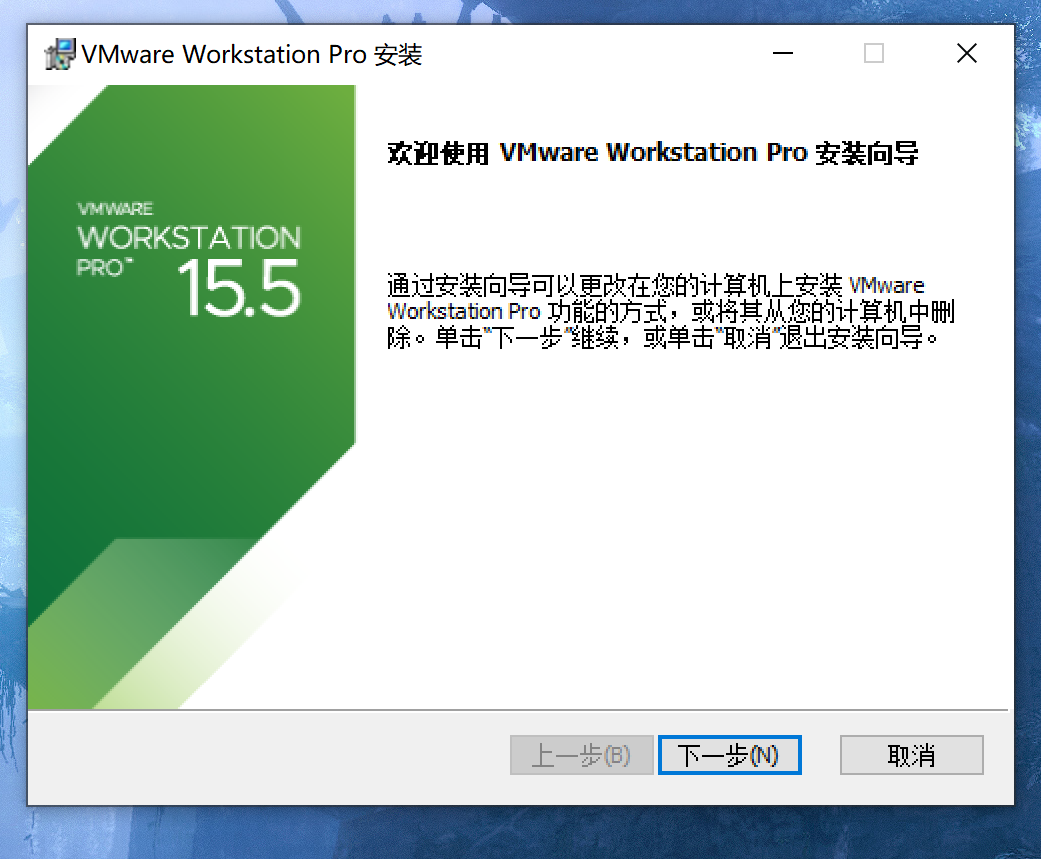 VMware Workstation Pro 安装
VMWARE
WORKSTATION
PRO™
15.5
欢迎使用 VMware Workstation Pro 安装向导
通过安装向导可以更改在您的计算机上安装 VMware
Workstation Pro 功能的方式，或将其从您的计算机中删
除。单击“下一步”继续，或单击“取消”退出安装向导。
上一步(B)
下一步(N)
取消